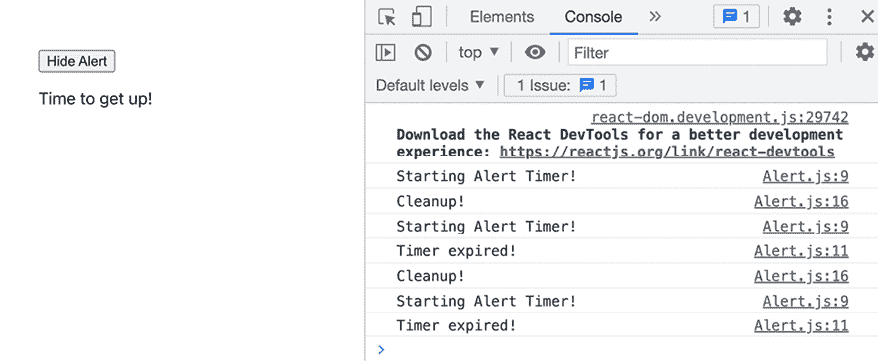 Hide Alert
Time to get up!
Elements Console » 1
top Filter
Default levels 1 Issue: 1
react-dom.development.js:29742
Download the React DevTools for a better development
experience: https://reactjs.org/link/react-devtools
Starting Alert Timer! Alert.js:9
Cleanup! Alert.js:16
Starting Alert Timer! Alert.js:9
Timer expired! Alert.js:11
Cleanup! Alert.js:16
Starting Alert Timer! Alert.js:9
Timer expired! Alert.js:11